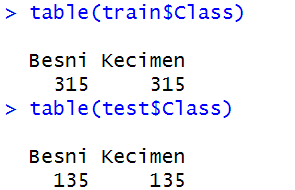 > table(train$Class)
Besni Kecimen
315 315
> table(test$Class)
Besni Kecimen
135 135